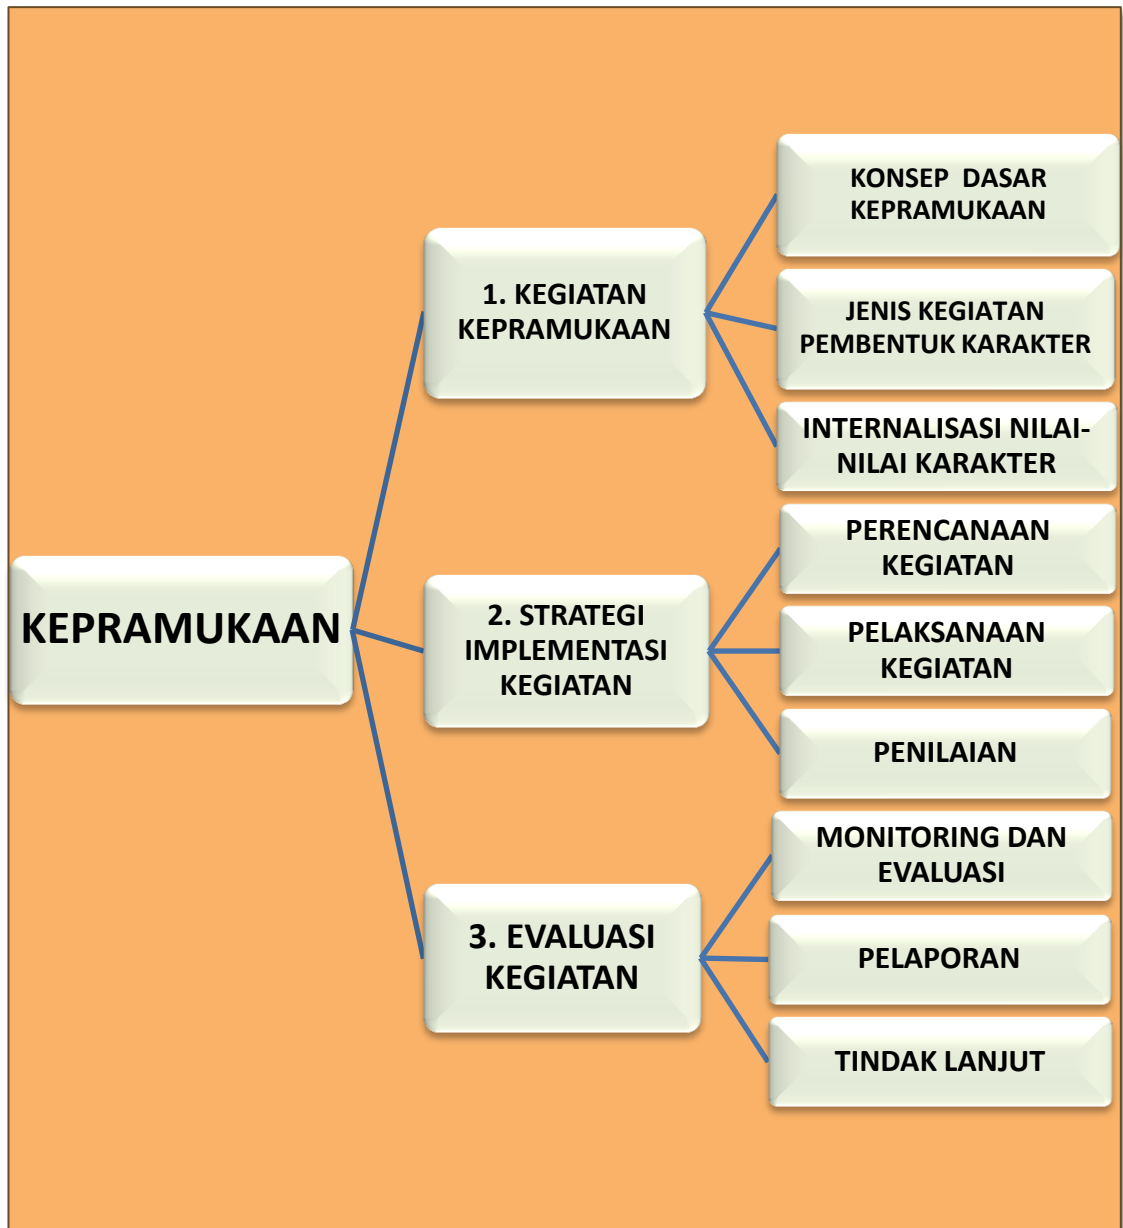 KEPRAMUKAAN
1. KEGIATAN
KEPRAMUKAAN
KONSEP DASAR
KEPRAMUKAAN
JENIS KEGIATAN
PEMBENTUK KARAKTER
INTERNALISASI NILAI-
NILAI KARAKTER
2. STRATEGI
IMPLEMENTASI
KEGIATAN
PERENCANAAN
KEGIATAN
PELAKSANAAN
KEGIATAN
PENILAIAN
3. EVALUASI
KEGIATAN
MONITORING DAN
EVALUASI
PELAPORAN
TINDAK LANJUT